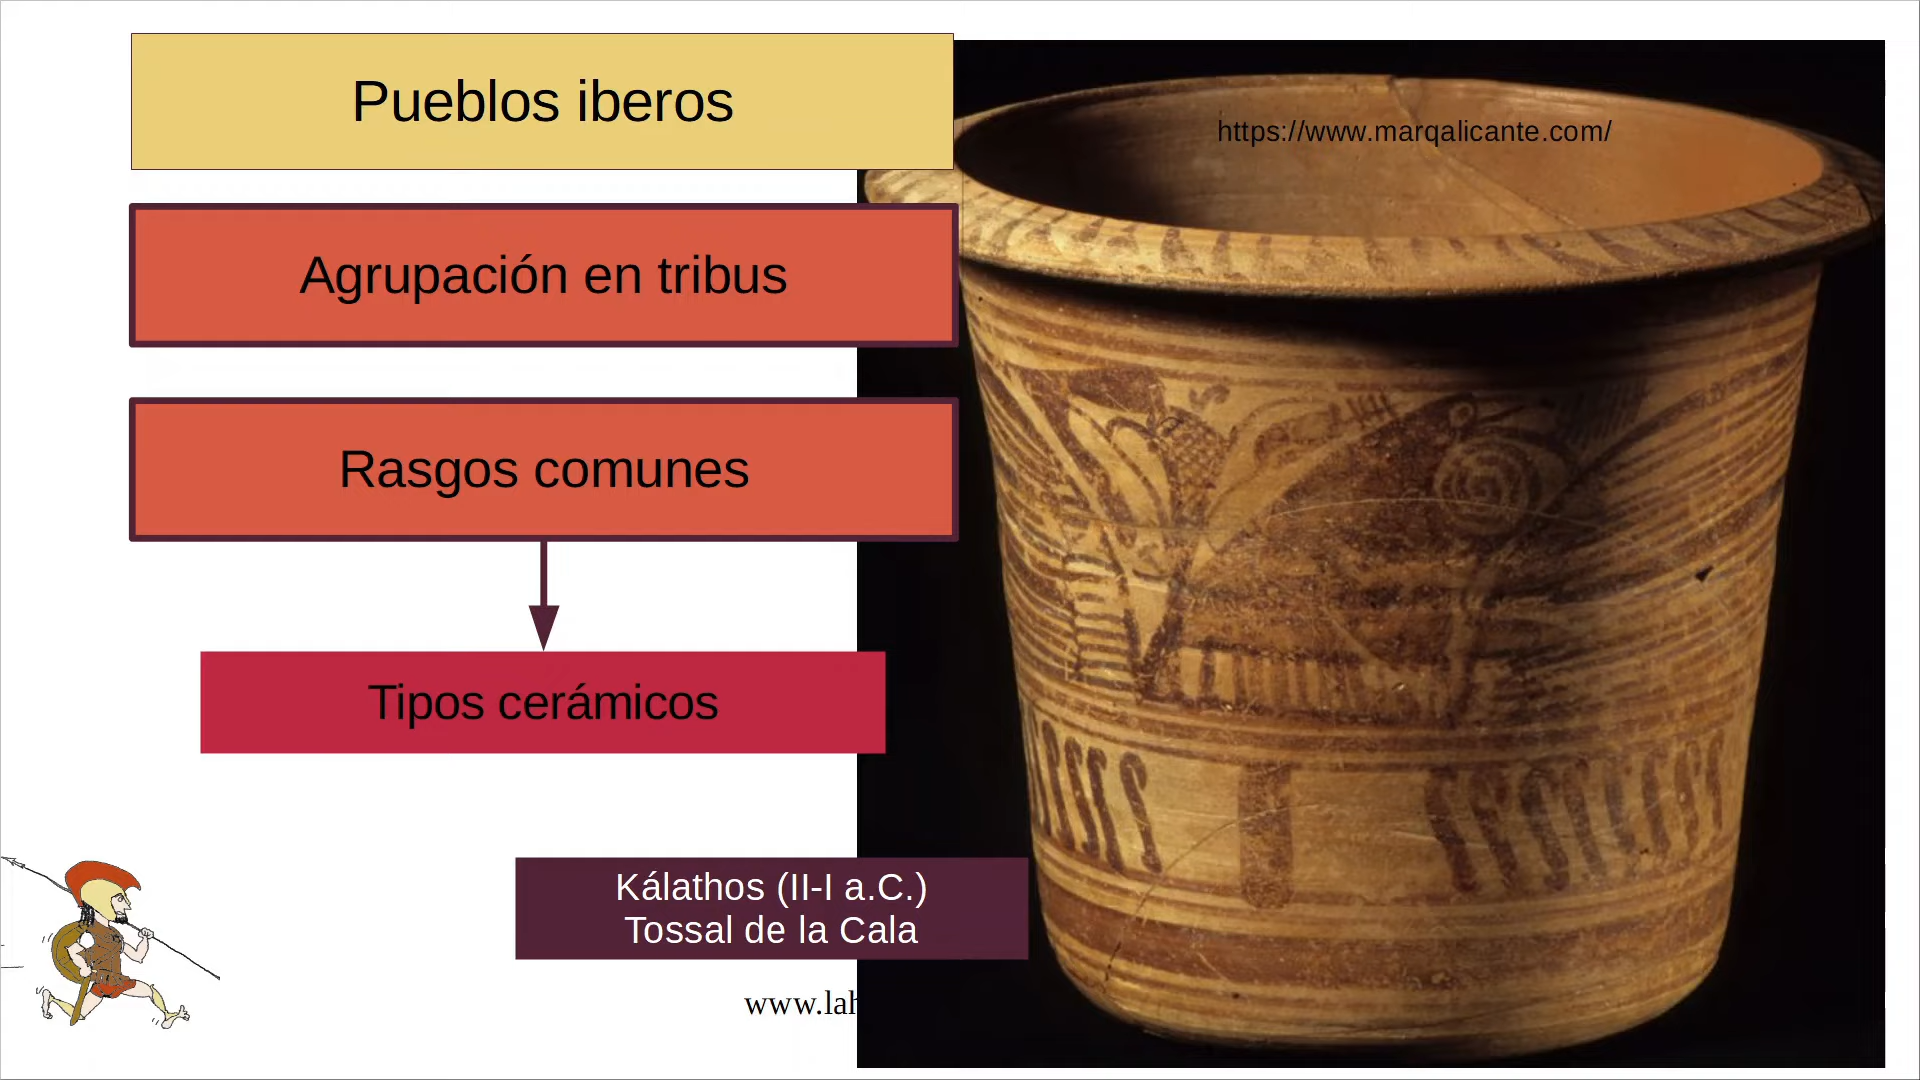 Pueblos iberos
https://www.marqalicante.com/
Agrupación en tribus
Rasgos comunes
Tipos cerámicos
Kálathos (II-I a.C.)
Tossal de la Cala